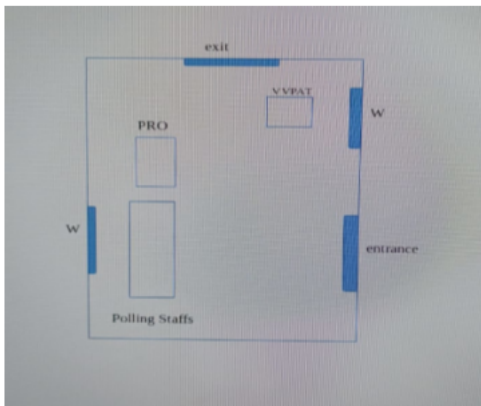 exit
VVPAT
W
PRO
W
entrance
Polling Staffs